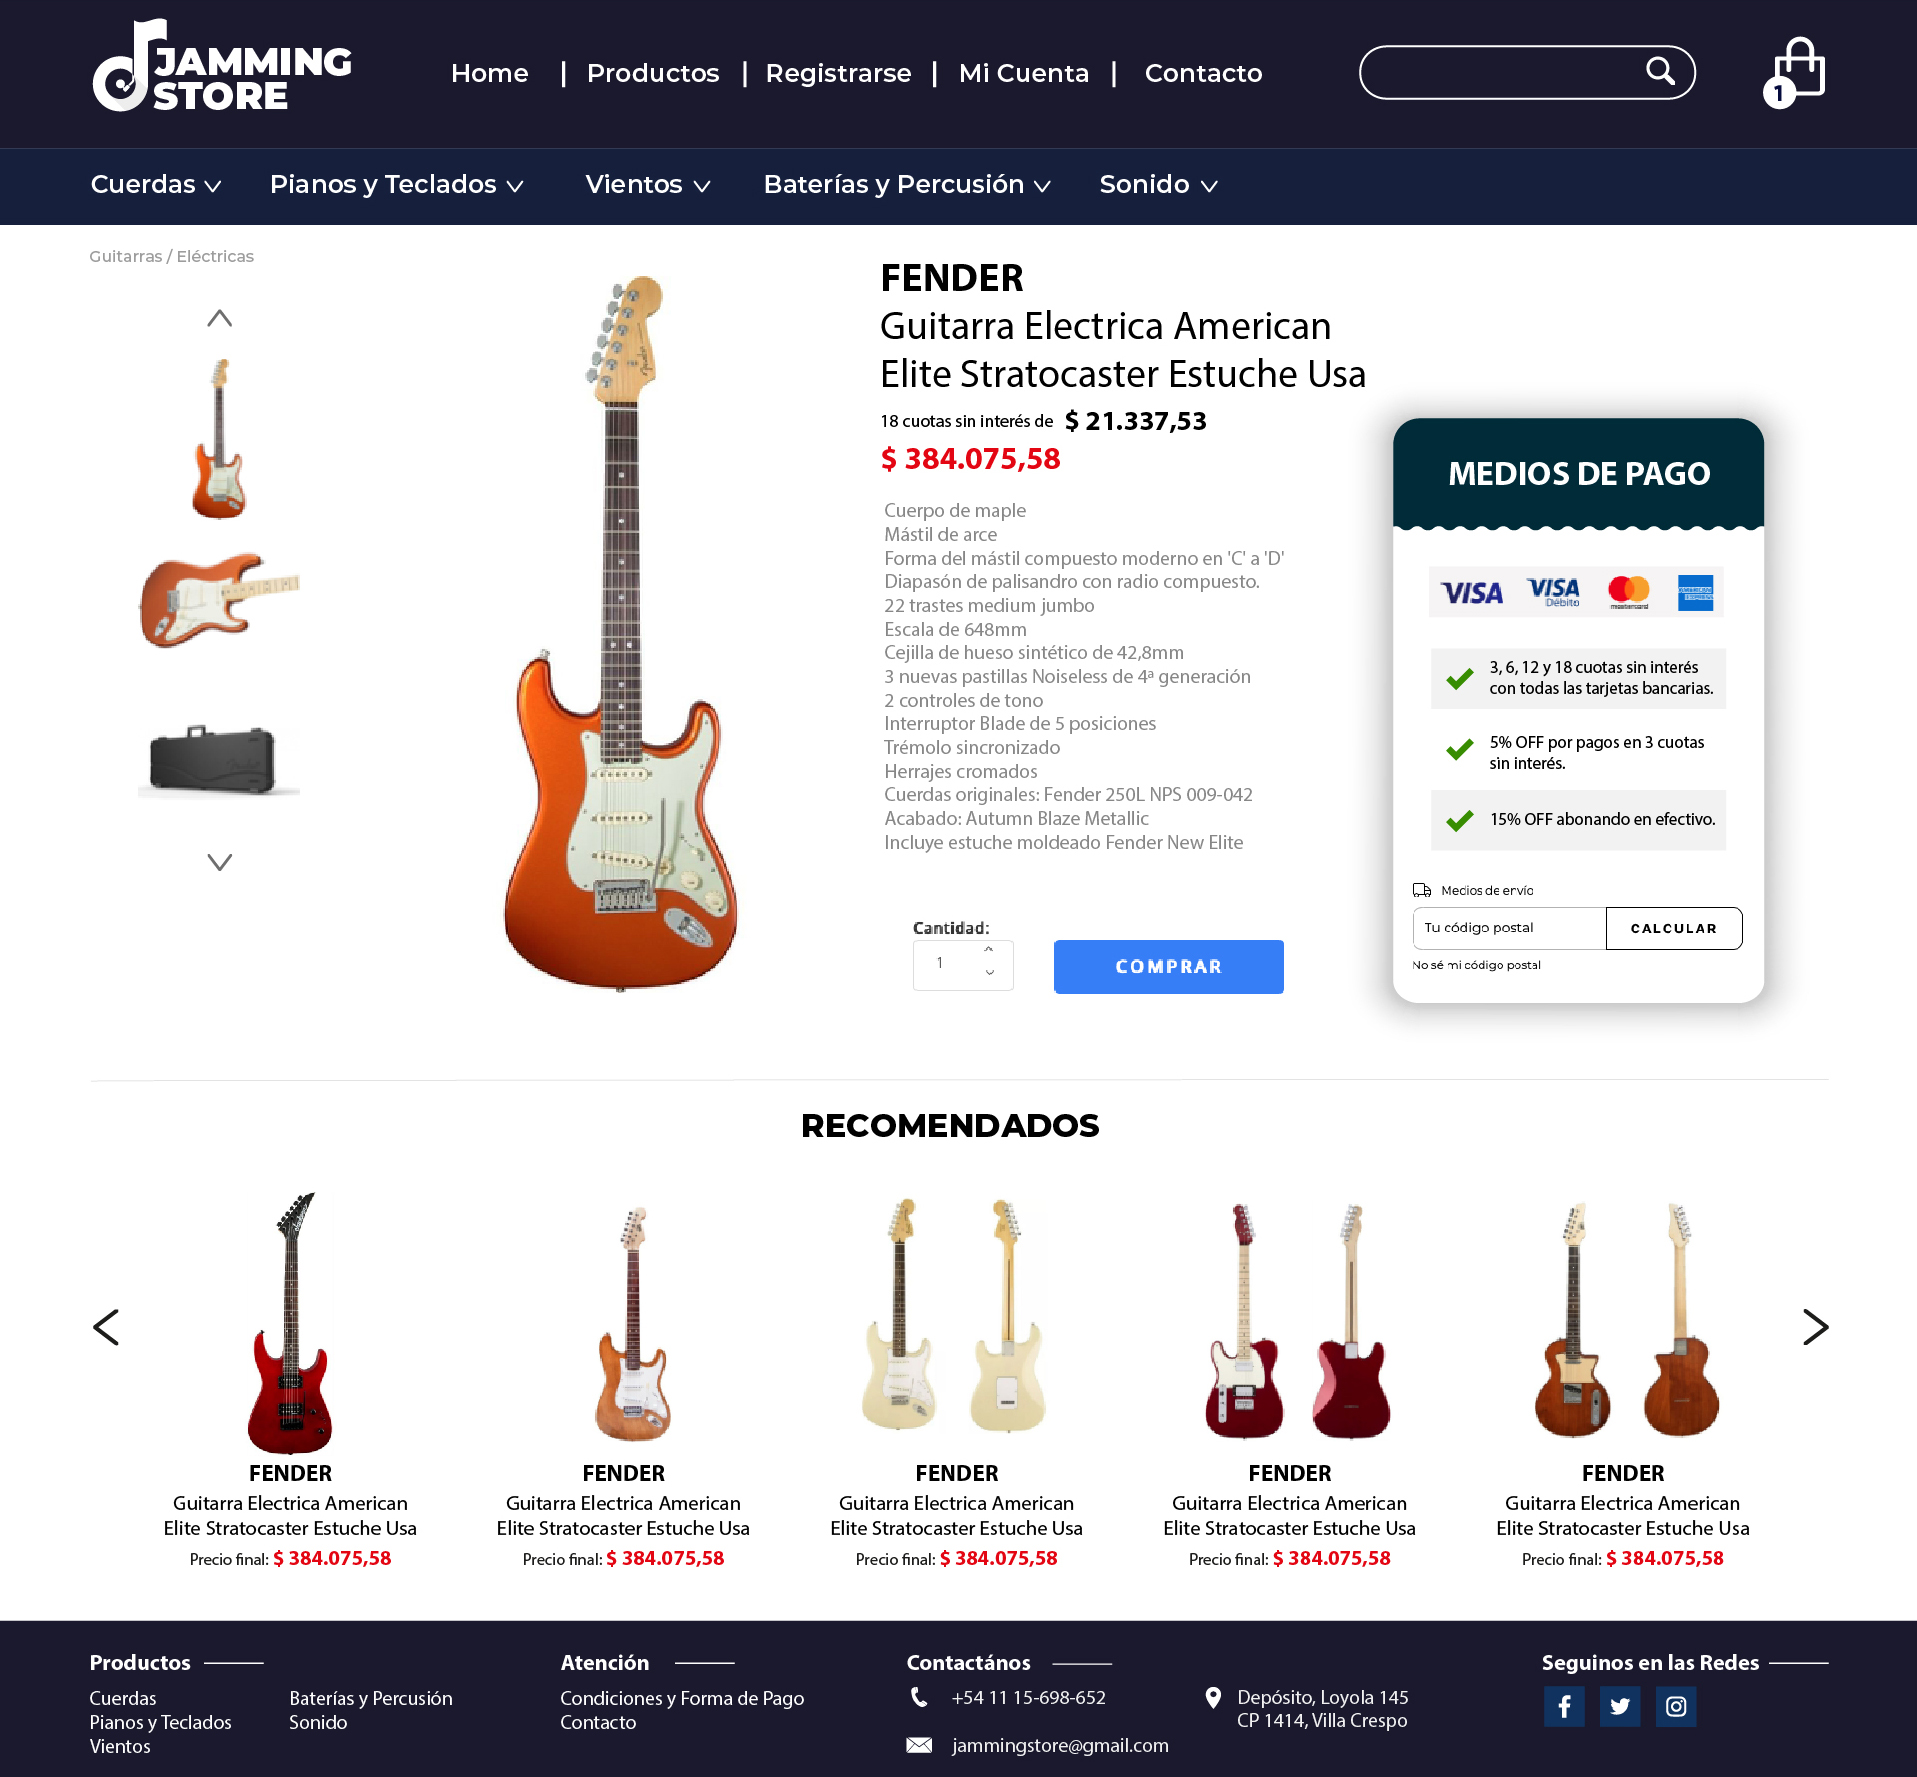 JAMMING
STORE
Home | Productos | Registrarse | Mi Cuenta | Contacto
1
Cuerdas
Pianos y Teclados
Vientos
Baterías y Percusión
Sonido
Guitarras / Eléctricas
FENDER
Guitarra Electrica American
Elite Stratocaster Estuche Usa
18 cuotas sin interés de $ 21.337,53
$ 384.075,58
Cuerpo de maple
Mástil de arce
Forma del mástil compuesto moderno en 'C' a 'D'
Diapasón de palisandro con radio compuesto.
22 trastes medium jumbo
Escala de 648mm
Cejilla de hueso sintético de 42,8mm
3 nuevas pastillas Noiseless de 4ª generación
2 controles de tono
Interruptor Blade de 5 posiciones
Trémolo sincronizado
Herrajes cromados
Cuerdas originales: Fender 250L NPS 009-042
Acabado: Autumn Blaze Metallic
Incluye estuche moldeado Fender New Elite
Cantidad:
1
COMPRAR
MEDIOS DE PAGO
VISA
VISA
Débito
mastercard
3, 6, 12 y 18 cuotas sin interés
con todas las tarjetas bancarias.
5% OFF por pagos en 3 cuotas
sin interés.
15% OFF abonando en efectivo.
Medios de envío
Tu código postal
CALCULAR
No sé mi código postal
RECOMENDADOS
FENDER
Guitarra Electrica American
Elite Stratocaster Estuche Usa
Precio final: $ 384.075,58
FENDER
Guitarra Electrica American
Elite Stratocaster Estuche Usa
Precio final: $ 384.075,58
FENDER
Guitarra Electrica American
Elite Stratocaster Estuche Usa
Precio final: $ 384.075,58
FENDER
Guitarra Electrica American
Elite Stratocaster Estuche Usa
Precio final: $ 384.075,58
FENDER
Guitarra Electrica American
Elite Stratocaster Estuche Usa
Precio final: $ 384.075,58
Productos
Cuerdas
Pianos y Teclados
Vientos
Baterías y Percusión
Sonido
Atención
Condiciones y Forma de Pago
Contacto
Contactános
+54 11 15-698-652
jammingstore@gmail.com
Depósito, Loyola 145
CP 1414, Villa Crespo
Seguinos en las Redes